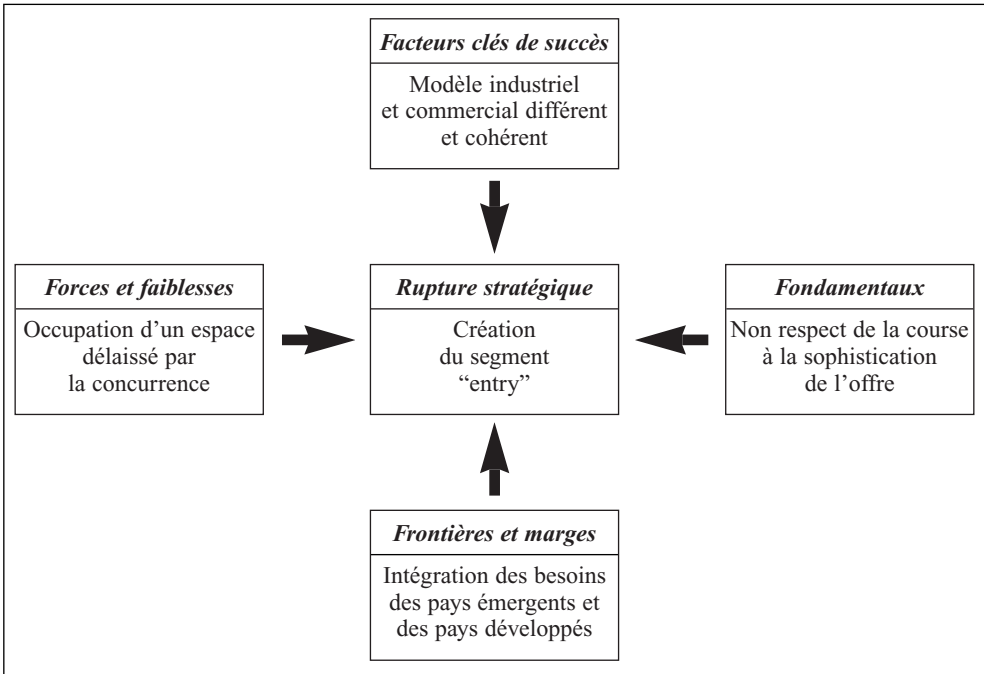 Facteurs clés de succès
Modèle industriel
et commercial différent
et cohérent
Forces et faiblesses
Occupation d’un espace
délaissé par
la concurrence
Rupture stratégique
Création
du segment
“entry”
Fondamentaux
Non respect de la course
à la sophistication
de l’offre
Frontières et marges
Intégration des besoins
des pays émergents et
des pays développés